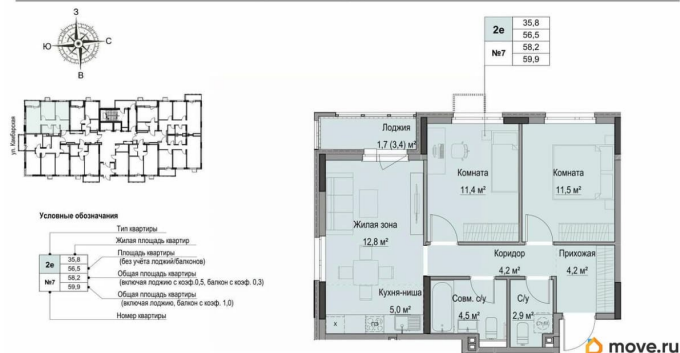 З
Ю
С
В
ул. Камбарская
2е
№7
35,8
56,5
58,2
59,9
Лоджия
1,7 (3,4) м²
Комната
11,4 м²
Комната
11,5 м²
Жилая зона
12,8 м²
Коридор
4,2 м²
Прихожая
4,2 м²
Кухня-ниша
5,0 м²
Совм. с/у
4,5 м²
С/у
2,9 м²
х
пл
Ст.М
Условные обозначания
Тип квартиры
Жилая площадь квартир
2е
№7
35,8
56,5
58,2
59,9
Площадь квартиры
(без учёта лоджий/балконов)
Общая площадь квартиры
(включая лоджию с коэф.0,5, балкон с коэф. 0,3)
Общая площадь квартиры
(включая лоджию, балкон с коэф. 1,0)
Номер квартиры
move.ru